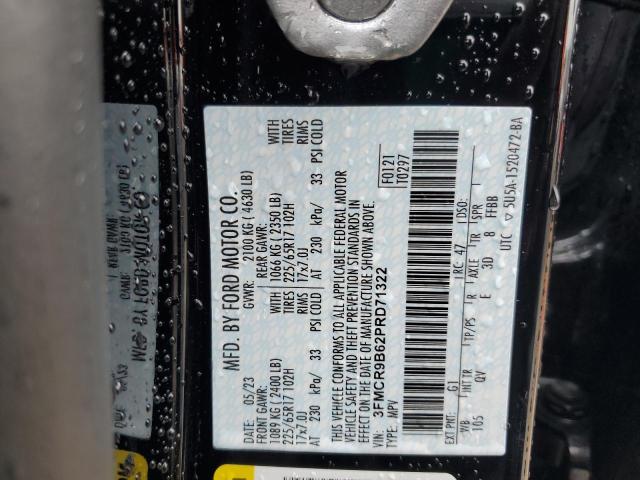 MFD. BY FORD MOTOR CO.
DATE: 05/23 GVWR: 2100 KG ( 4630 LB)
FRONT GAWR: REAR GAWR: WITH
1089 KG (2400 LB) 1066 KG (2350 LB) TIRES
225/65R17 102H 225/65R17 102H RIMS
17x7.0J 17x7.0J
AT 230 kPa/ 33 PSI COLD AT 230 kPa/ 33 PSI COLD
WITH
TIRES
RIMS
THIS VEHICLE CONFORMS TO ALL APPLICABLE FEDERAL MOTOR
VEHICLE SAFETY AND THEFT PREVENTION STANDARDS IN
EFFECT ON THE DATE OF MANUFACTURE SHOWN ABOVE.
VIN: 3FMCR9B62PRD71322
TYPE: MPV
F0121
T0297
EXT PNT: G1 RC: 47 DSO:
WB INT TR TP/PS R AXLE TR SPR
105 QV E 3D 8 FFBB
UTC ▽ 5U5A-1520472-BA